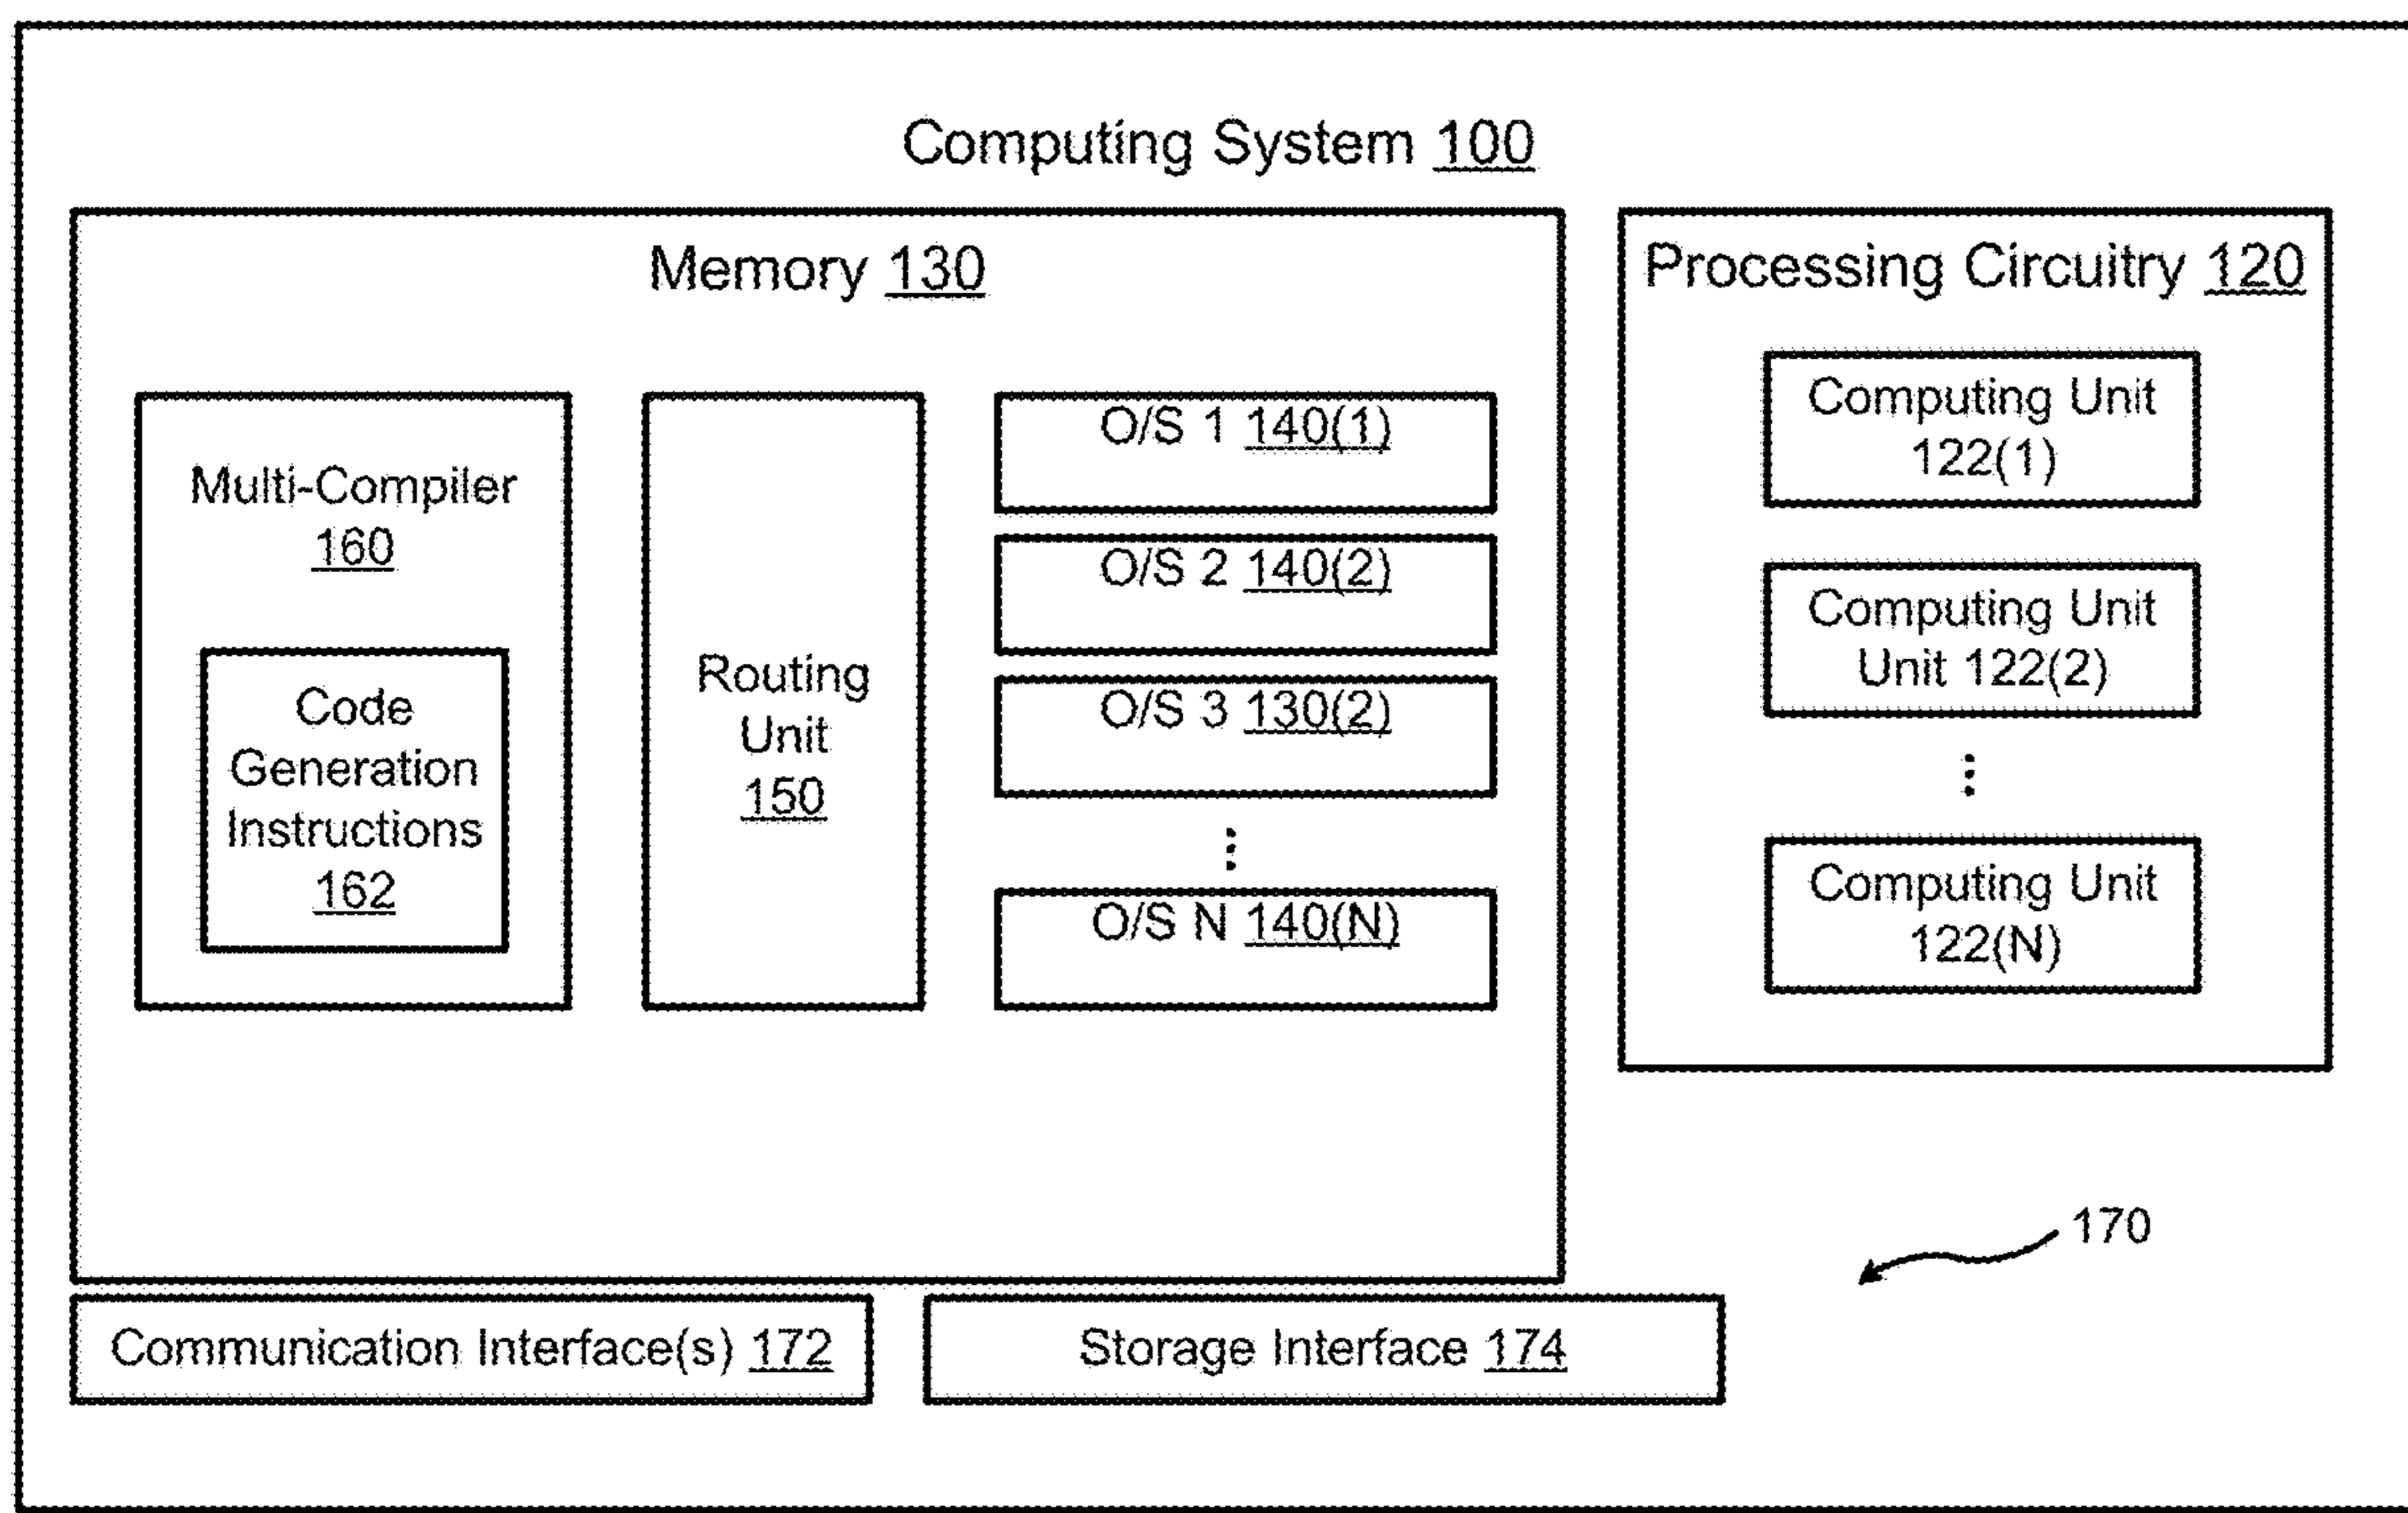 Computing System 100
Memory 130
Multi-Compiler
160
Code
Generation
Instructions
162
Routing
Unit
150
O/S 1 140(1)
O/S 2 140(2)
O/S 3 130(2)
⋮
O/S N 140(N)
Processing Circuitry 120
Computing Unit
122(1)
Computing Unit
Unit 122(2)
⋮
Computing Unit
122(N)
170
Communication Interface(s) 172
Storage Interface 174